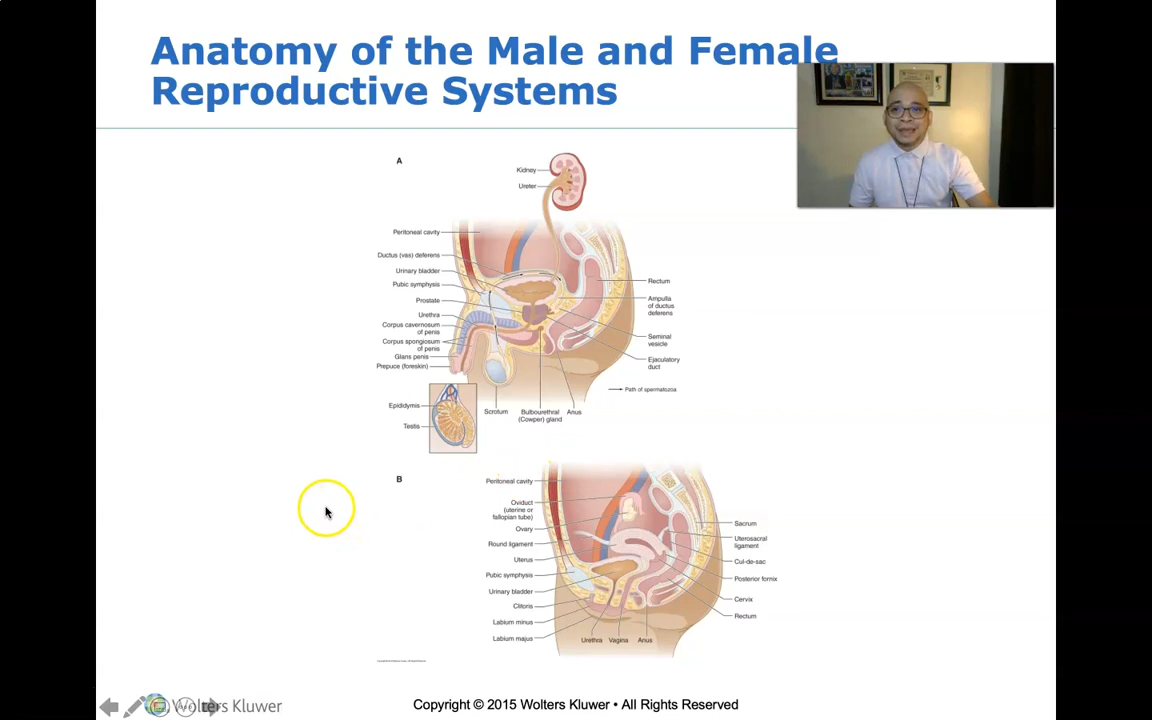 Anatomy of the Male and Female
Reproductive Systems
A
Kidney
Ureter
Peritoneal cavity
Ductus (vas) deferens
Urinary bladder
Pubic symphysis
Prostate
Urethra
Corpus cavernosum
of penis
Corpus spongiosum
of penis
Glans penis
Prepuce (foreskin)
Rectum
Ampulla
of ductus
deferens
Seminal
vesicle
Ejaculatory
duct
Path of spermatozoa
Epididymis
Testis
Scrotum
Bulbourethral
(Cowper) gland
Anus
B
Peritoneal cavity
Oviduct
(uterine or
fallopian tube)
Ovary
Round ligament
Uterus
Pubic symphysis
Urinary bladder
Clitoris
Labium minus
Labium majus
Sacrum
Uterosacral
ligament
Cul-de-sac
Posterior fornix
Cervix
Rectum
Urethra Vagina Anus
Wolters Kluwer
Copyright © 2015 Wolters Kluwer • All Rights Reserved